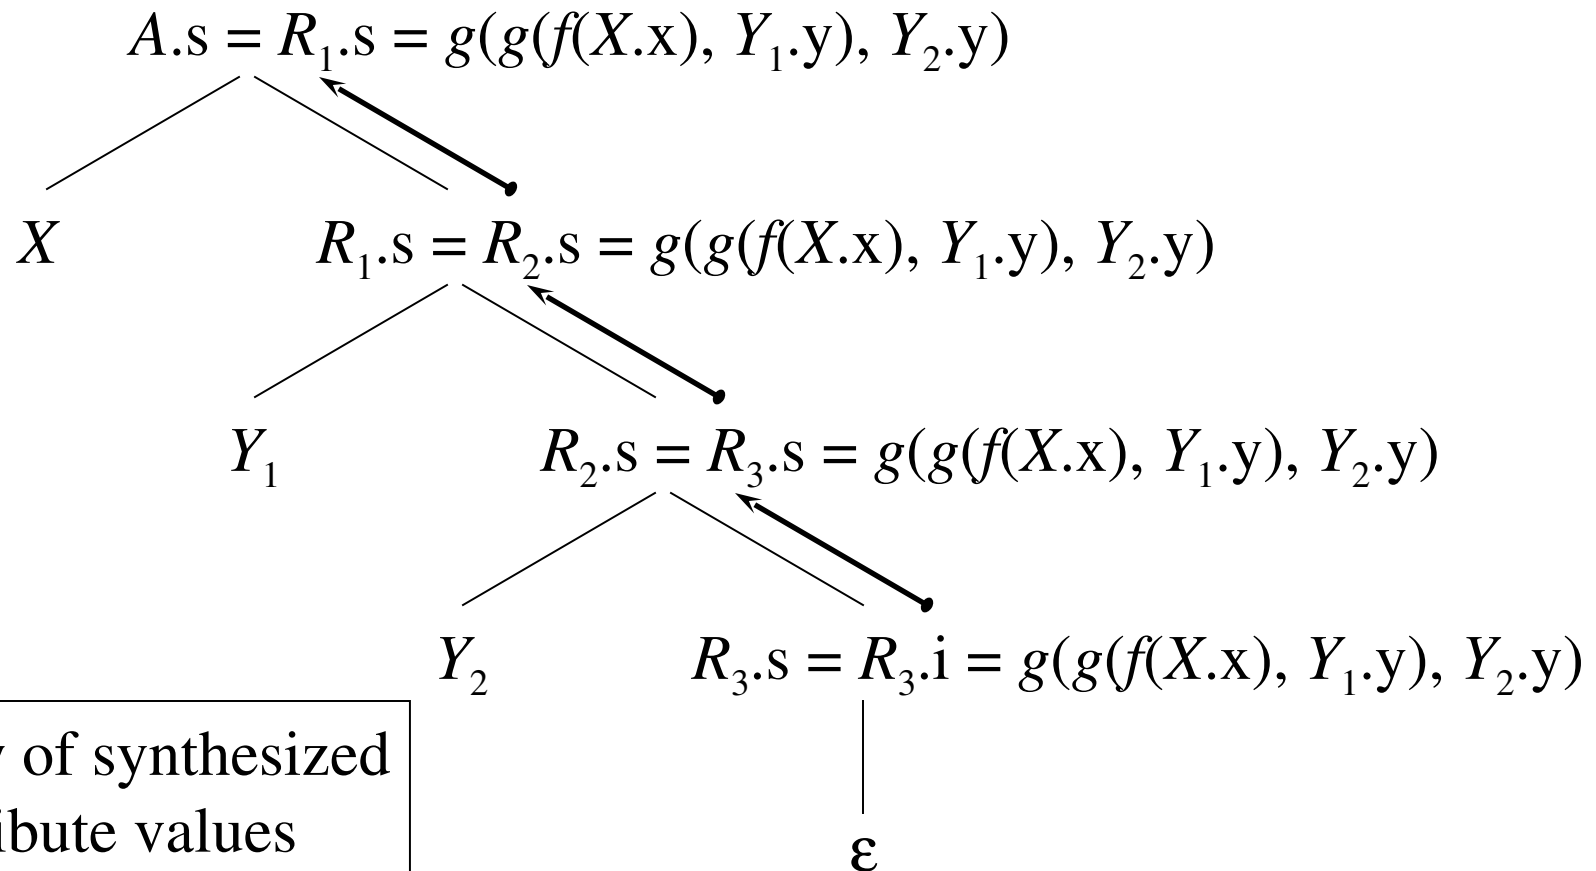 A.s = R₁.s = g(g(f(X.x), Y₁.y), Y₂.y)
X R₁.s = R₂.s = g(g(f(X.x), Y₁.y), Y₂.y)
Y₁ R₂.s = R₃.s = g(g(f(X.x), Y₁.y), Y₂.y)
Y₂ R₃.s = R₃.i = g(g(f(X.x), Y₁.y), Y₂.y)
of synthesized
values
ε